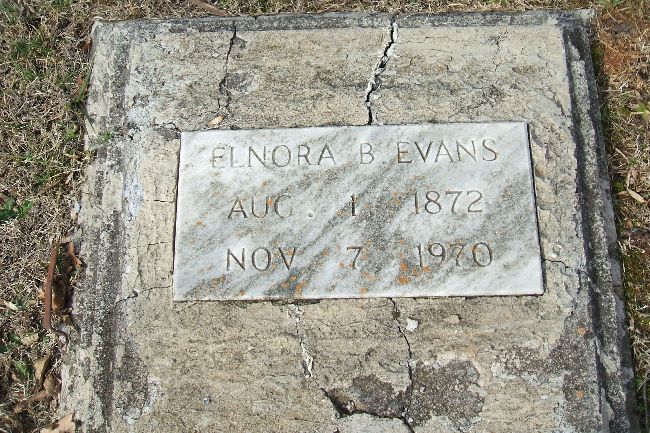 ELNORA B. EVANS
AUG. 1 1872
NOV. 7 1970